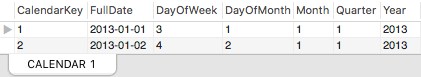 CalendarKey FullDate DayOfWeek DayOfMonth Month Quarter Year
1 2013-01-01 3 1 1 1 2013
2 2013-01-02 4 2 1 1 2013
CALENDAR 1